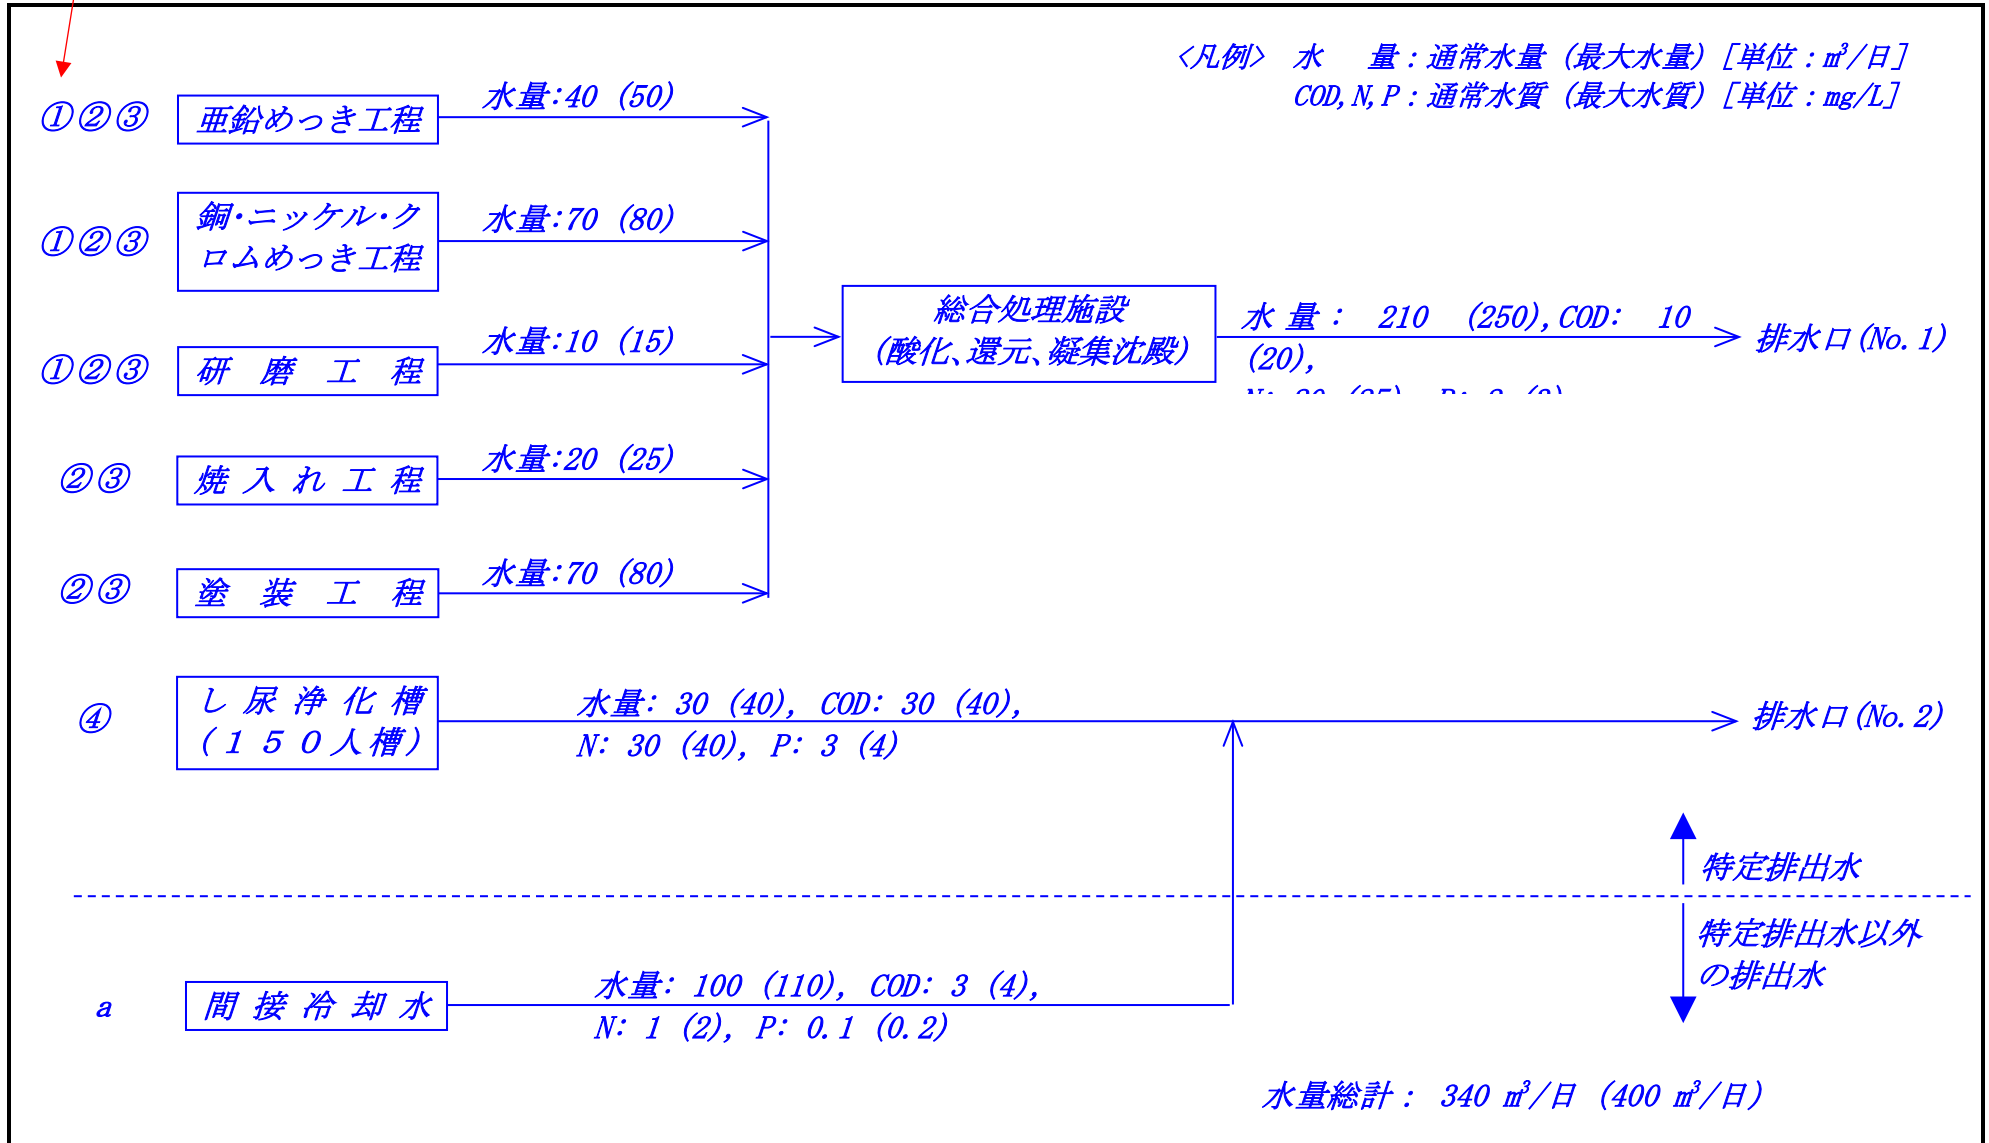 <凡例> 水　量：通常水量（最大水量）［単位：㎥/日］
COD,N,P：通常水質（最大水質）［単位：mg/L］
①②③ 亜鉛めっき工程 水量:40 (50)
①②③ 銅・ニッケル・ク
ロムめっき工程 水量:70 (80)
①②③ 研磨工程 水量:10 (15)
総合処理施設
（酸化、還元、凝集沈殿）
水量： 210 (250),COD: 10
(20),
排水口(No.1)
②③ 焼入れ工程 水量:20 (25)
②③ 塗装工程 水量:70 (80)
④ し尿浄化槽
(１５０人槽)
水量: 30 (40), COD: 30 (40),
N: 30 (40), P: 3 (4)
排水口(No.2)
特定排出水
特定排出水以外
の排出水
a 間接冷却水
水量: 100 (110), COD: 3 (4),
N: 1 (2), P: 0.1 (0.2)
水量総計： 340 ㎥/日 (400 ㎥/日)